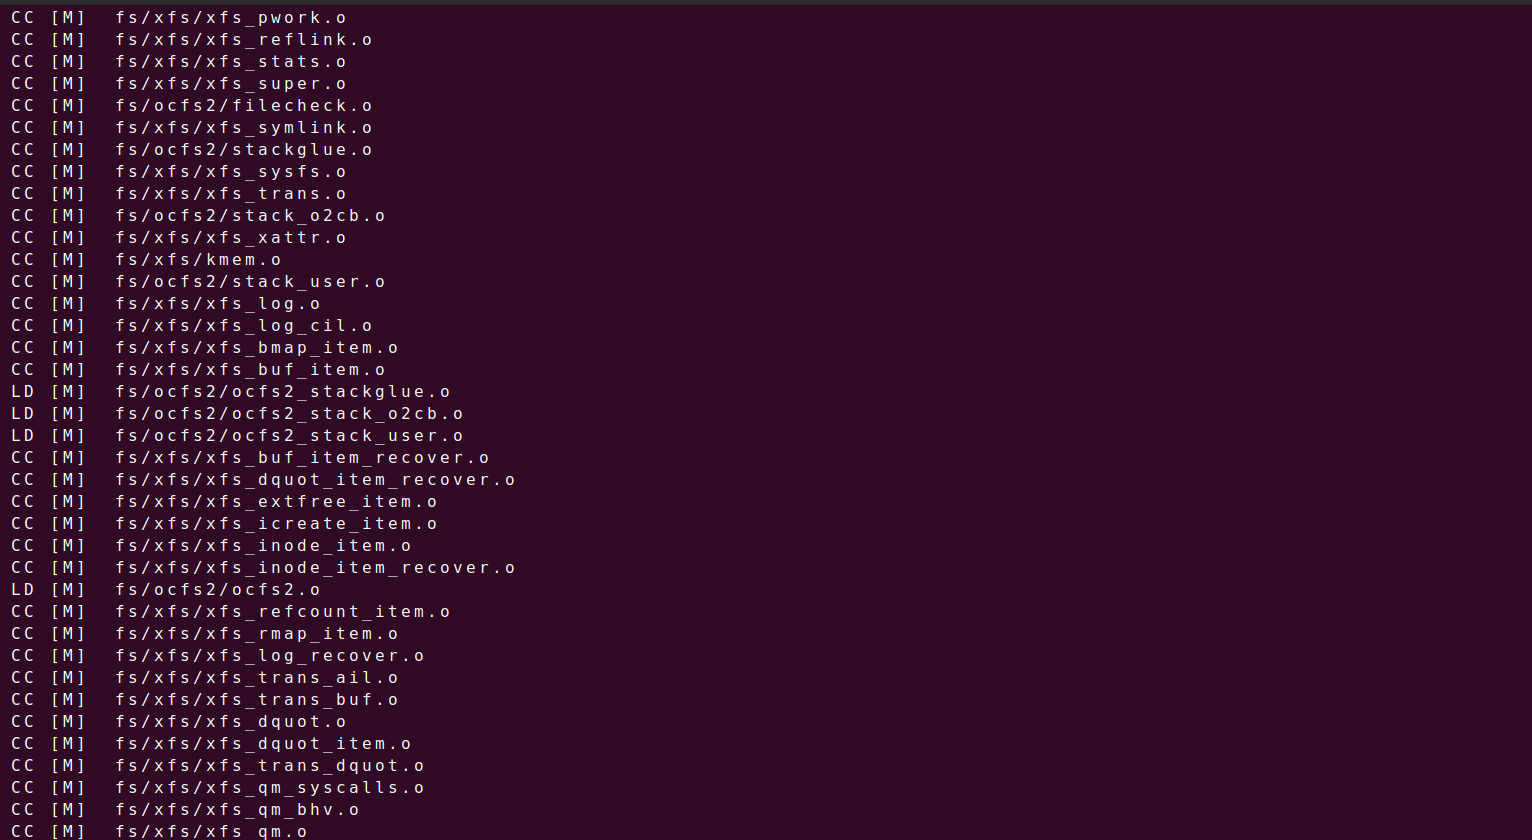 CC [M]  fs/xfs/xfs_pwork.o
CC [M]  fs/xfs/xfs_reflink.o
CC [M]  fs/xfs/xfs_stats.o
CC [M]  fs/xfs/xfs_super.o
CC [M]  fs/ocfs2/filecheck.o
CC [M]  fs/xfs/xfs_symlink.o
CC [M]  fs/ocfs2/stackglue.o
CC [M]  fs/xfs/xfs_sysfs.o
CC [M]  fs/xfs/xfs_trans.o
CC [M]  fs/ocfs2/stack_o2cb.o
CC [M]  fs/xfs/xfs_xattr.o
CC [M]  fs/xfs/kmem.o
CC [M]  fs/ocfs2/stack_user.o
CC [M]  fs/xfs/xfs_log.o
CC [M]  fs/xfs/xfs_log_cil.o
CC [M]  fs/xfs/xfs_bmap_item.o
CC [M]  fs/xfs/xfs_buf_item.o
LD [M]  fs/ocfs2/ocfs2_stackglue.o
LD [M]  fs/ocfs2/ocfs2_stack_o2cb.o
LD [M]  fs/ocfs2/ocfs2_stack_user.o
CC [M]  fs/xfs/xfs_buf_item_recover.o
CC [M]  fs/xfs/xfs_dquot_item_recover.o
CC [M]  fs/xfs/xfs_extfree_item.o
CC [M]  fs/xfs/xfs_icreate_item.o
CC [M]  fs/xfs/xfs_inode_item.o
CC [M]  fs/xfs/xfs_inode_item_recover.o
LD [M]  fs/ocfs2/ocfs2.o
CC [M]  fs/xfs/xfs_refcount_item.o
CC [M]  fs/xfs/xfs_rmap_item.o
CC [M]  fs/xfs/xfs_log_recover.o
CC [M]  fs/xfs/xfs_trans_ail.o
CC [M]  fs/xfs/xfs_trans_buf.o
CC [M]  fs/xfs/xfs_dquot.o
CC [M]  fs/xfs/xfs_dquot_item.o
CC [M]  fs/xfs/xfs_trans_dquot.o
CC [M]  fs/xfs/xfs_qm_syscalls.o
CC [M]  fs/xfs/xfs_qm_bhv.o
CC [M]  fs/xfs/xfs_qm.o